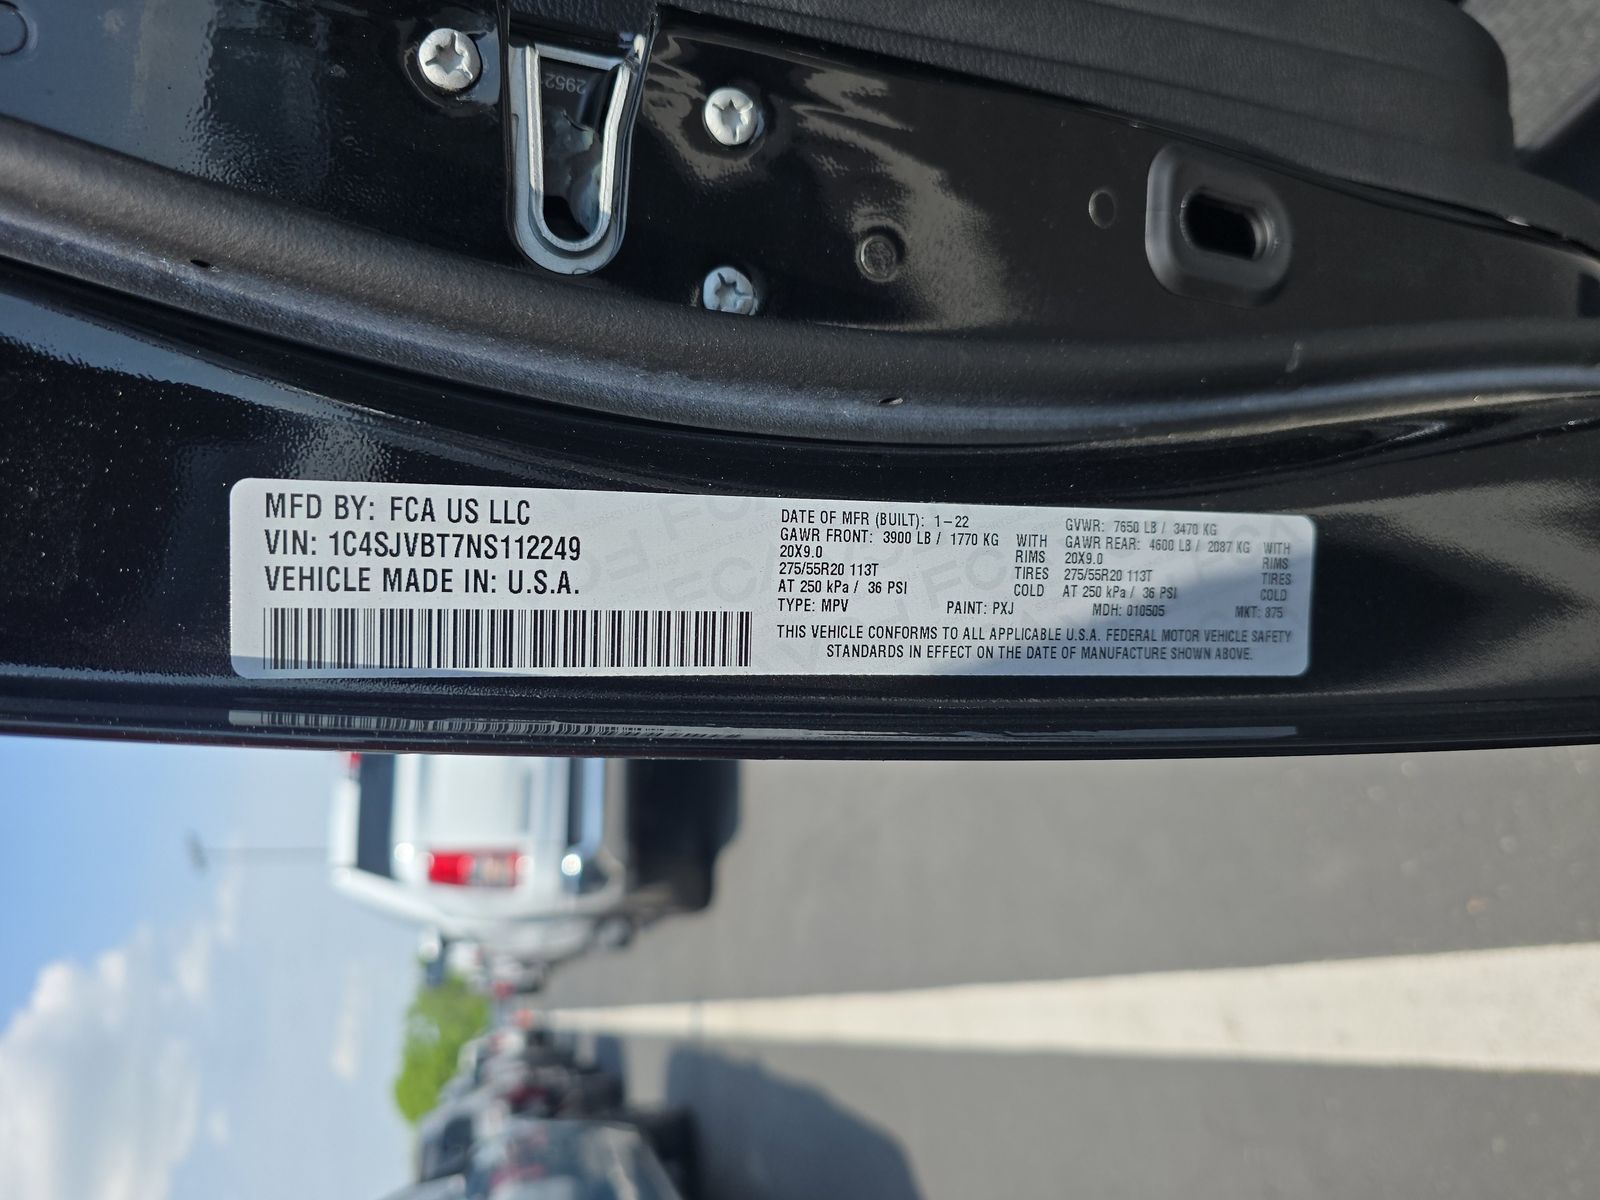 2952
MFD BY: FCA US LLC
VIN: 1C4SJVBT7NS112249
VEHICLE MADE IN: U.S.A.
DATE OF MFR (BUILT): 1-22
GAWR FRONT: 3900 LB / 1770 KG WITH
20X9.0 RIMS
275/55R20 113T TIRES
AT 250 kPa / 36 PSI COLD
GVWR: 7650 LB / 3470 KG
GAWR REAR: 4600 LB / 2087 KG WITH
20X9.0 RIMS
275/55R20 113T TIRES
AT 250 kPa / 36 PSI COLD
TYPE: MPV PAINT: PXJ MDH: 010505 MKT: 875
THIS VEHICLE CONFORMS TO ALL APPLICABLE U.S.A. FEDERAL MOTOR VEHICLE SAFETY
STANDARDS IN EFFECT ON THE DATE OF MANUFACTURE SHOWN ABOVE.